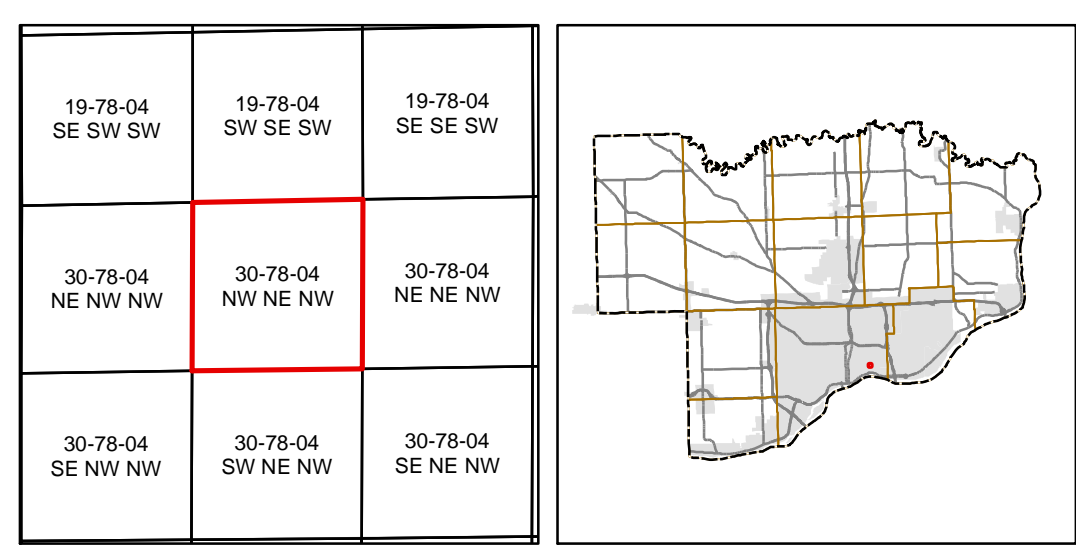 19-78-04
SE SW SW
19-78-04
SW SE SW
19-78-04
SE SE SW
30-78-04
NE NW NW
30-78-04
NW NE NW
30-78-04
NE NE NW
30-78-04
SE NW NW
30-78-04
SW NE NW
30-78-04
SE NE NW